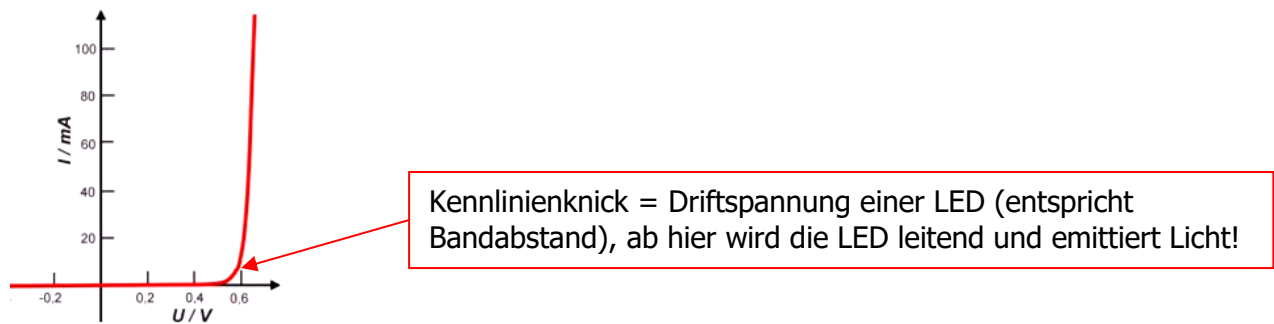 100
80
60
40
20
I / mA
-0,2
0,2
0,4
0,6
U / V
Kennlinienknick = Driftspannung einer LED (entspricht
Bandabstand), ab hier wird die LED leitend und emittiert Licht!